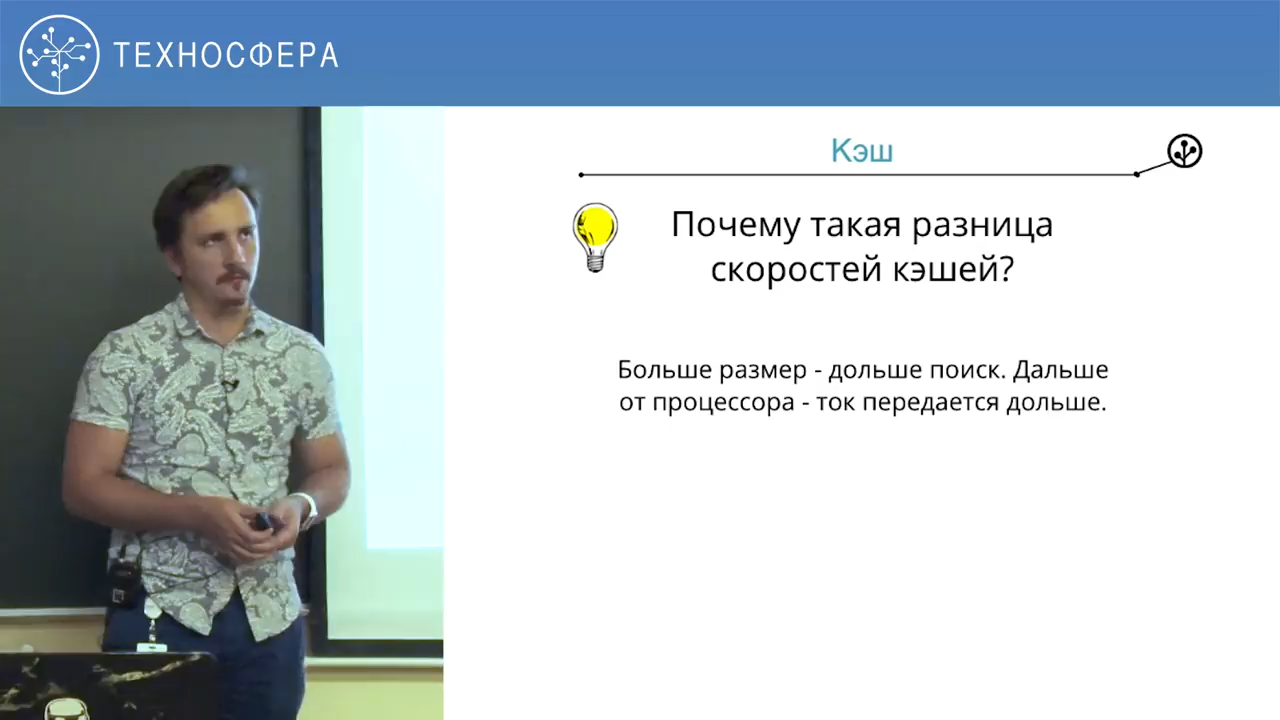 ТЕХНОСФЕРА
Кэш
Почему такая разница
скоростей кэшей?
Больше размер - дольше поиск. Дальше
от процессора - ток передается дольше.